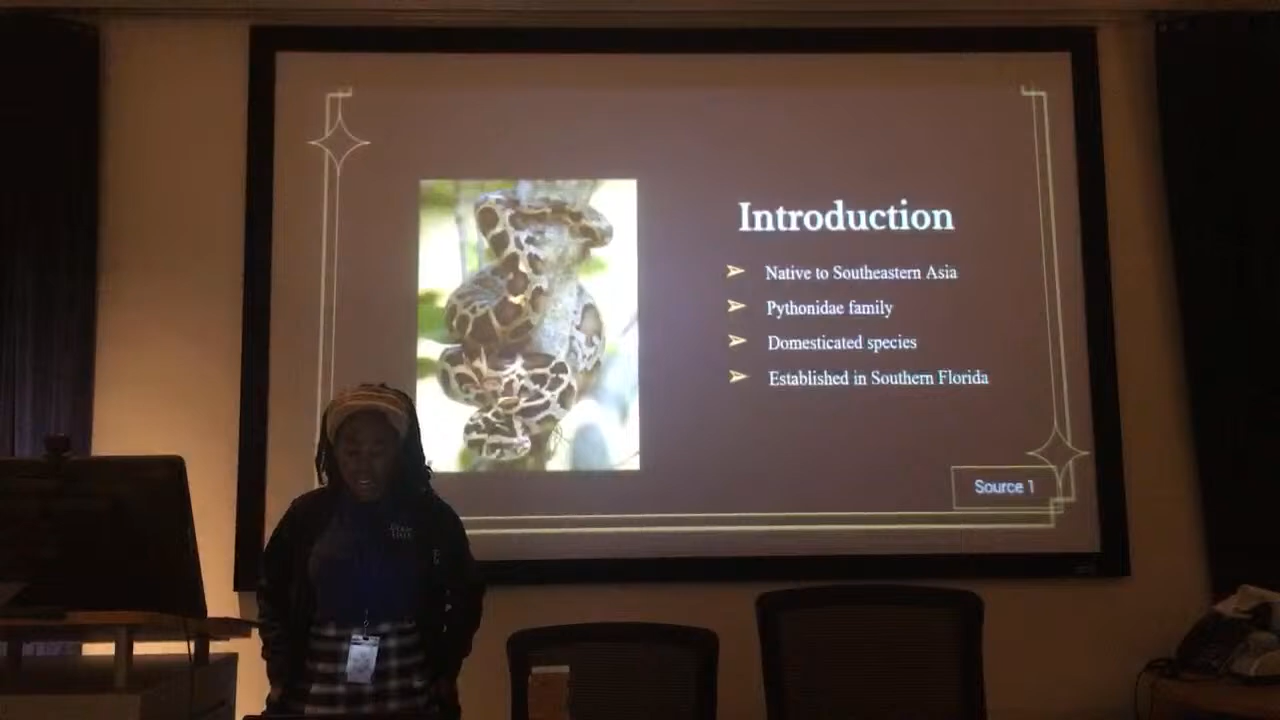 Introduction
Native to Southeastern Asia
Pythonidae family
Domesticated species
Established in Southern Florida
Source 1